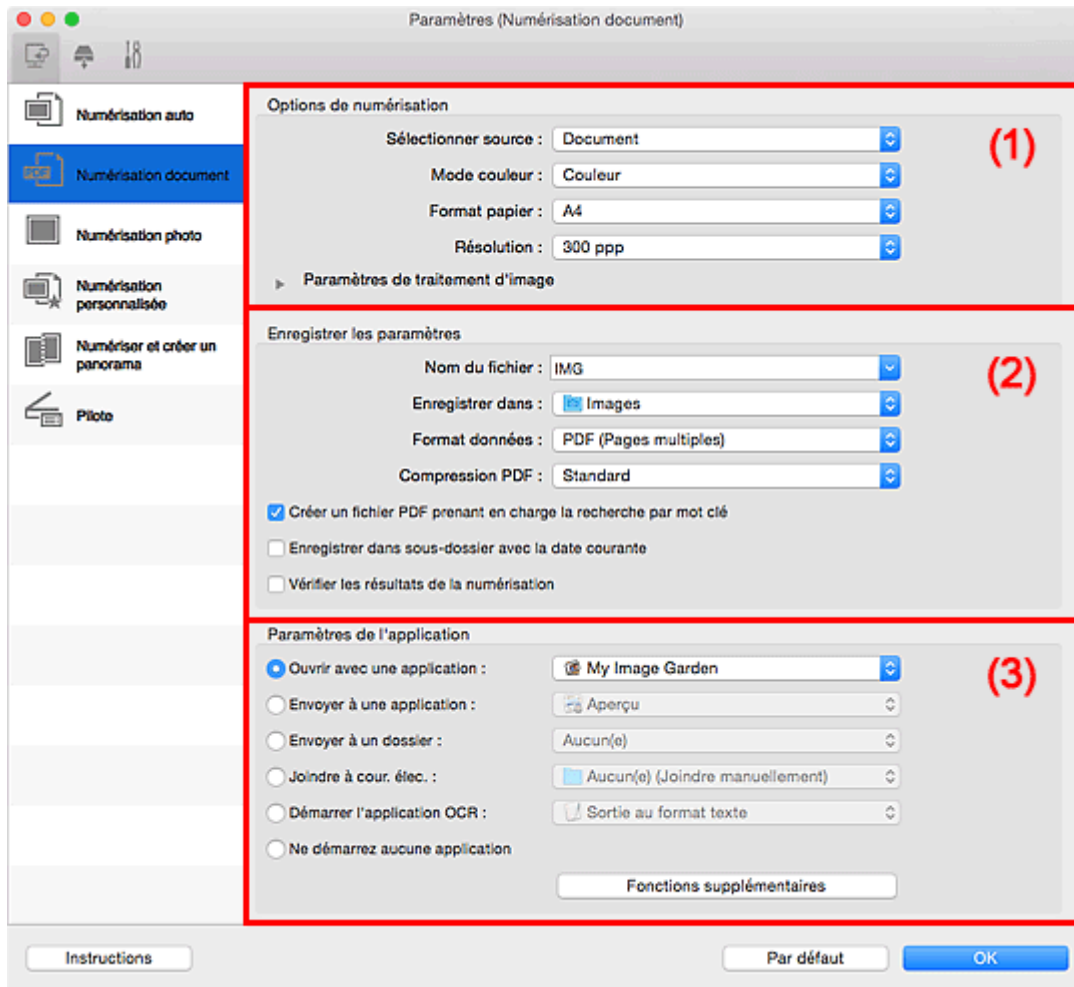 Paramètres (Numérisation document)
Numérisation auto
PDF
Numérisation document
Numérisation photo
Numérisation
personnalisée
Numériser et créer un
panorama
Pilote
Options de numérisation
(1)
Sélectionner source : Document
Mode couleur : Couleur
Format papier : A4
Résolution : 300 ppp
Paramètres de traitement d'image
Enregistrer les paramètres
(2)
Nom du fichier : IMG
Enregistrer dans : Images
Format données : PDF (Pages multiples)
Compression PDF : Standard
Créer un fichier PDF prenant en charge la recherche par mot clé
Enregistrer dans sous-dossier avec la date courante
Vérifier les résultats de la numérisation
Paramètres de l'application
(3)
Ouvrir avec une application : My Image Garden
Envoyer à une application : Aperçu
Envoyer à un dossier : Aucun(e)
Joindre à cour. élec. : Aucun(e) (Joindre manuellement)
Démarrer l'application OCR : Sortie au format texte
Ne démarrez aucune application
Fonctions supplémentaires
Instructions
Par défaut
OK